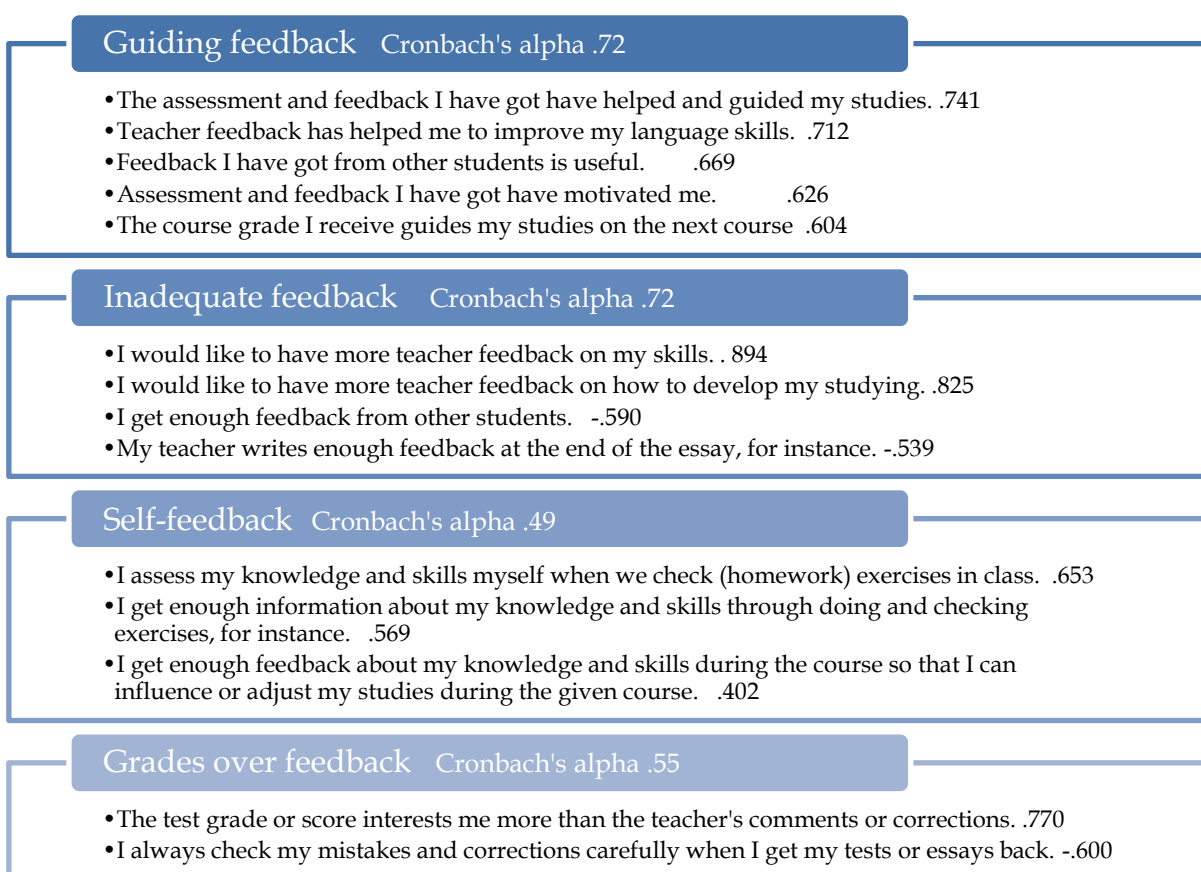 Guiding feedback Cronbach's alpha .72
•The assessment and feedback I have got have helped and guided my studies. .741
•Teacher feedback has helped me to improve my language skills. .712
•Feedback I have got from other students is useful. .669
•Assessment and feedback I have got have motivated me. .626
•The course grade I receive guides my studies on the next course .604
Inadequate feedback Cronbach's alpha .72
•I would like to have more teacher feedback on my skills. . 894
•I would like to have more teacher feedback on how to develop my studying. .825
•I get enough feedback from other students. -.590
•My teacher writes enough feedback at the end of the essay, for instance. -.539
Self-feedback Cronbach's alpha .49
•I assess my knowledge and skills myself when we check (homework) exercises in class. .653
•I get enough information about my knowledge and skills through doing and checking
exercises, for instance. .569
•I get enough feedback about my knowledge and skills during the course so that I can
influence or adjust my studies during the given course. .402
Grades over feedback Cronbach's alpha .55
•The test grade or score interests me more than the teacher's comments or corrections. .770
•I always check my mistakes and corrections carefully when I get my tests or essays back. -.600